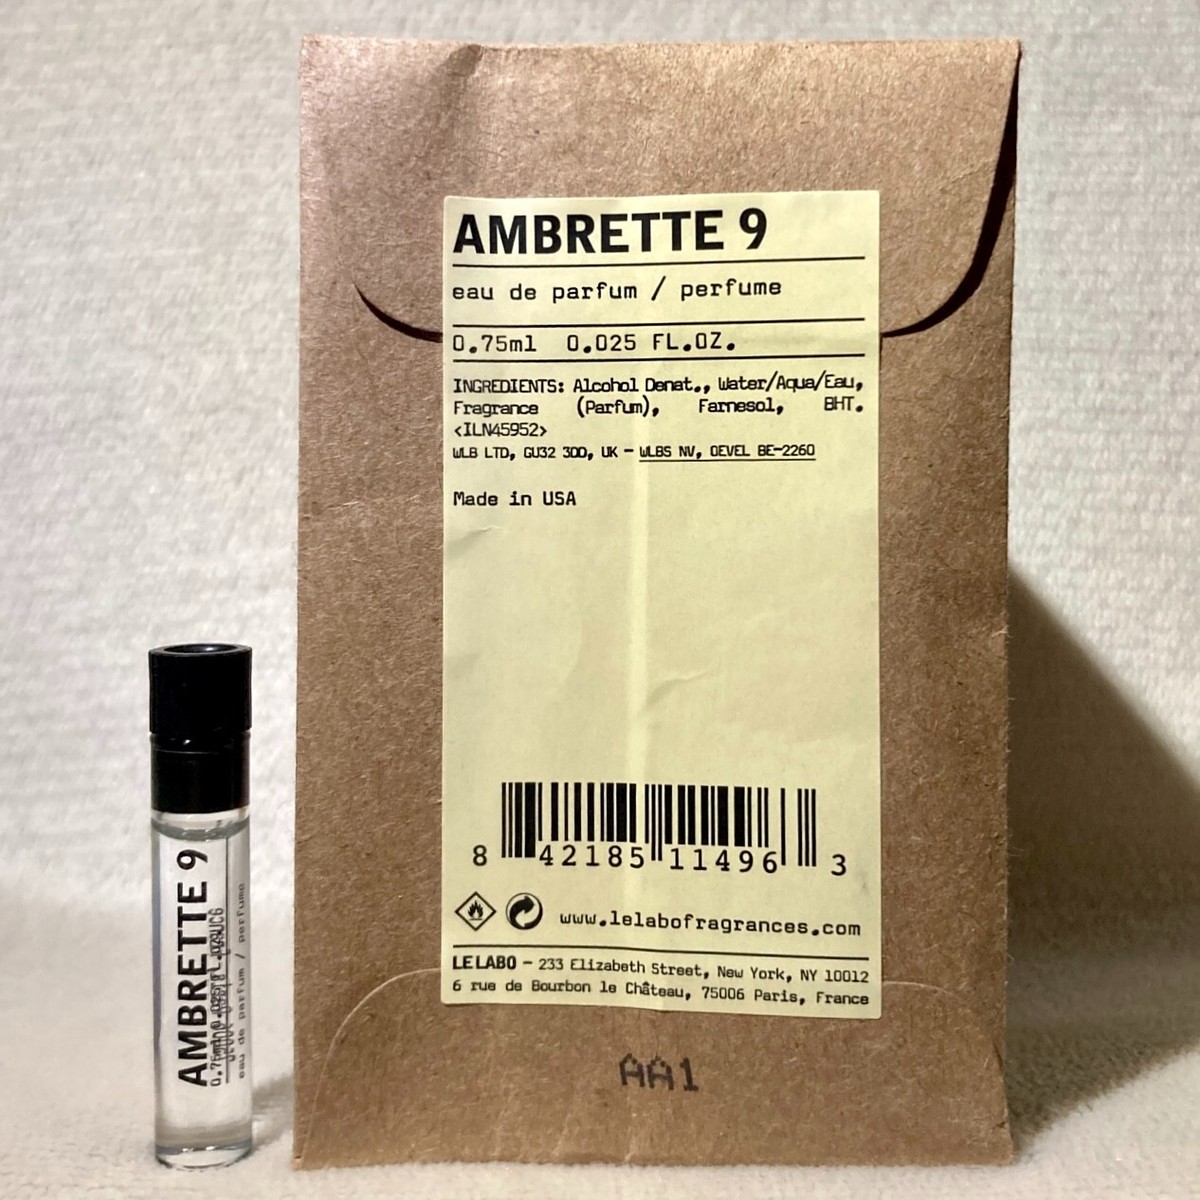 AMBRETTE 9
eau de parfum / perfume
0.75ml 0.025 FL.OZ.
INGREDIENTS: Alcohol Denat., Water/Aqua/Eau,
Fragrance (Parfum), Farnesol, BHT.
<ILN45952>
WLB LTD, GU32 3QD, UK - WLBS NV, OEVEL BE-2260
Made in USA
8 42185 11496 3
www.lelabofragrances.com
LE LABO - 233 Elizabeth Street, New York, NY 10012
6 rue de Bourbon le Château, 75006 Paris, France
AA1
AMBRETTE 9
0.75ml
eau de parfum / perfume